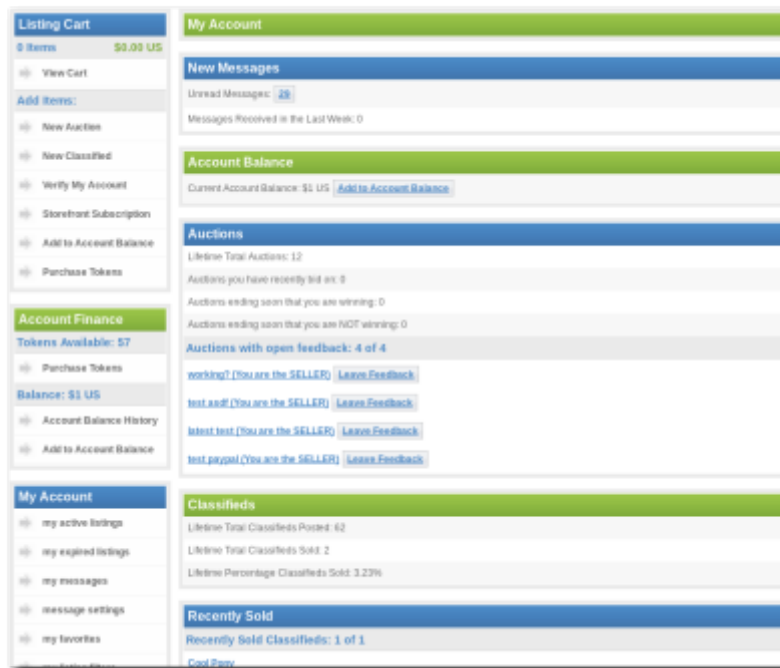 Listing Cart
0 Items $0.00 US
View Cart
Add Items:
New Auction
New Classified
Verify My Account
Storefront Subscription
Add to Account Balance
Purchase Tokens
Account Finance
Tokens Available: 57
Purchase Tokens
Balance: $1 US
Account Balance History
Add to Account Balance
My Account
my active listings
my expired listings
my messages
message settings
my favorites
My Account
New Messages
Unread Messages: 29
Messages Received in the Last Week: 0
Account Balance
Current Account Balance: $1 US Add to Account Balance
Auctions
Lifetime Total Auctions: 12
Auctions you have recently bid on: 0
Auctions ending soon that you are winning: 0
Auctions ending soon that you are NOT winning: 0
Auctions with open feedback: 4 of 4
working? (You are the SELLER) Leave Feedback
test asdf (You are the SELLER) Leave Feedback
latest test (You are the SELLER) Leave Feedback
test paypal (You are the SELLER) Leave Feedback
Classifieds
Lifetime Total Classifieds Posted: 62
Lifetime Total Classifieds Sold: 2
Lifetime Percentage Classifieds Sold: 3.23%
Recently Sold
Recently Sold Classifieds: 1 of 1
Cool Pony